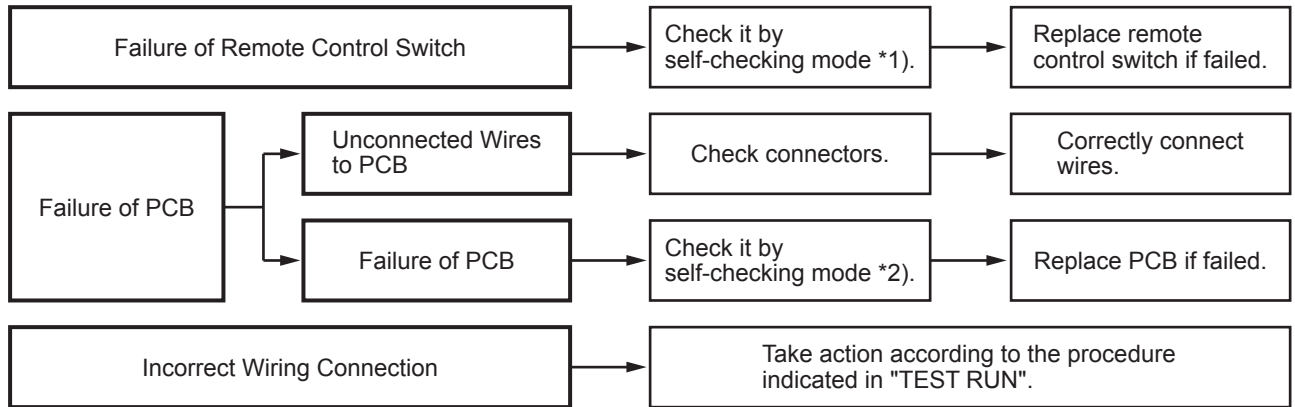 Failure of Remote Control Switch
Check it by
self-checking mode *1).
Replace remote
control switch if failed.
Failure of PCB
Unconnected Wires
to PCB
Check connectors.
Correctly connect
wires.
Failure of PCB
Check it by
self-checking mode *2).
Replace PCB if failed.
Incorrect Wiring Connection
Take action according to the procedure
indicated in "TEST RUN".